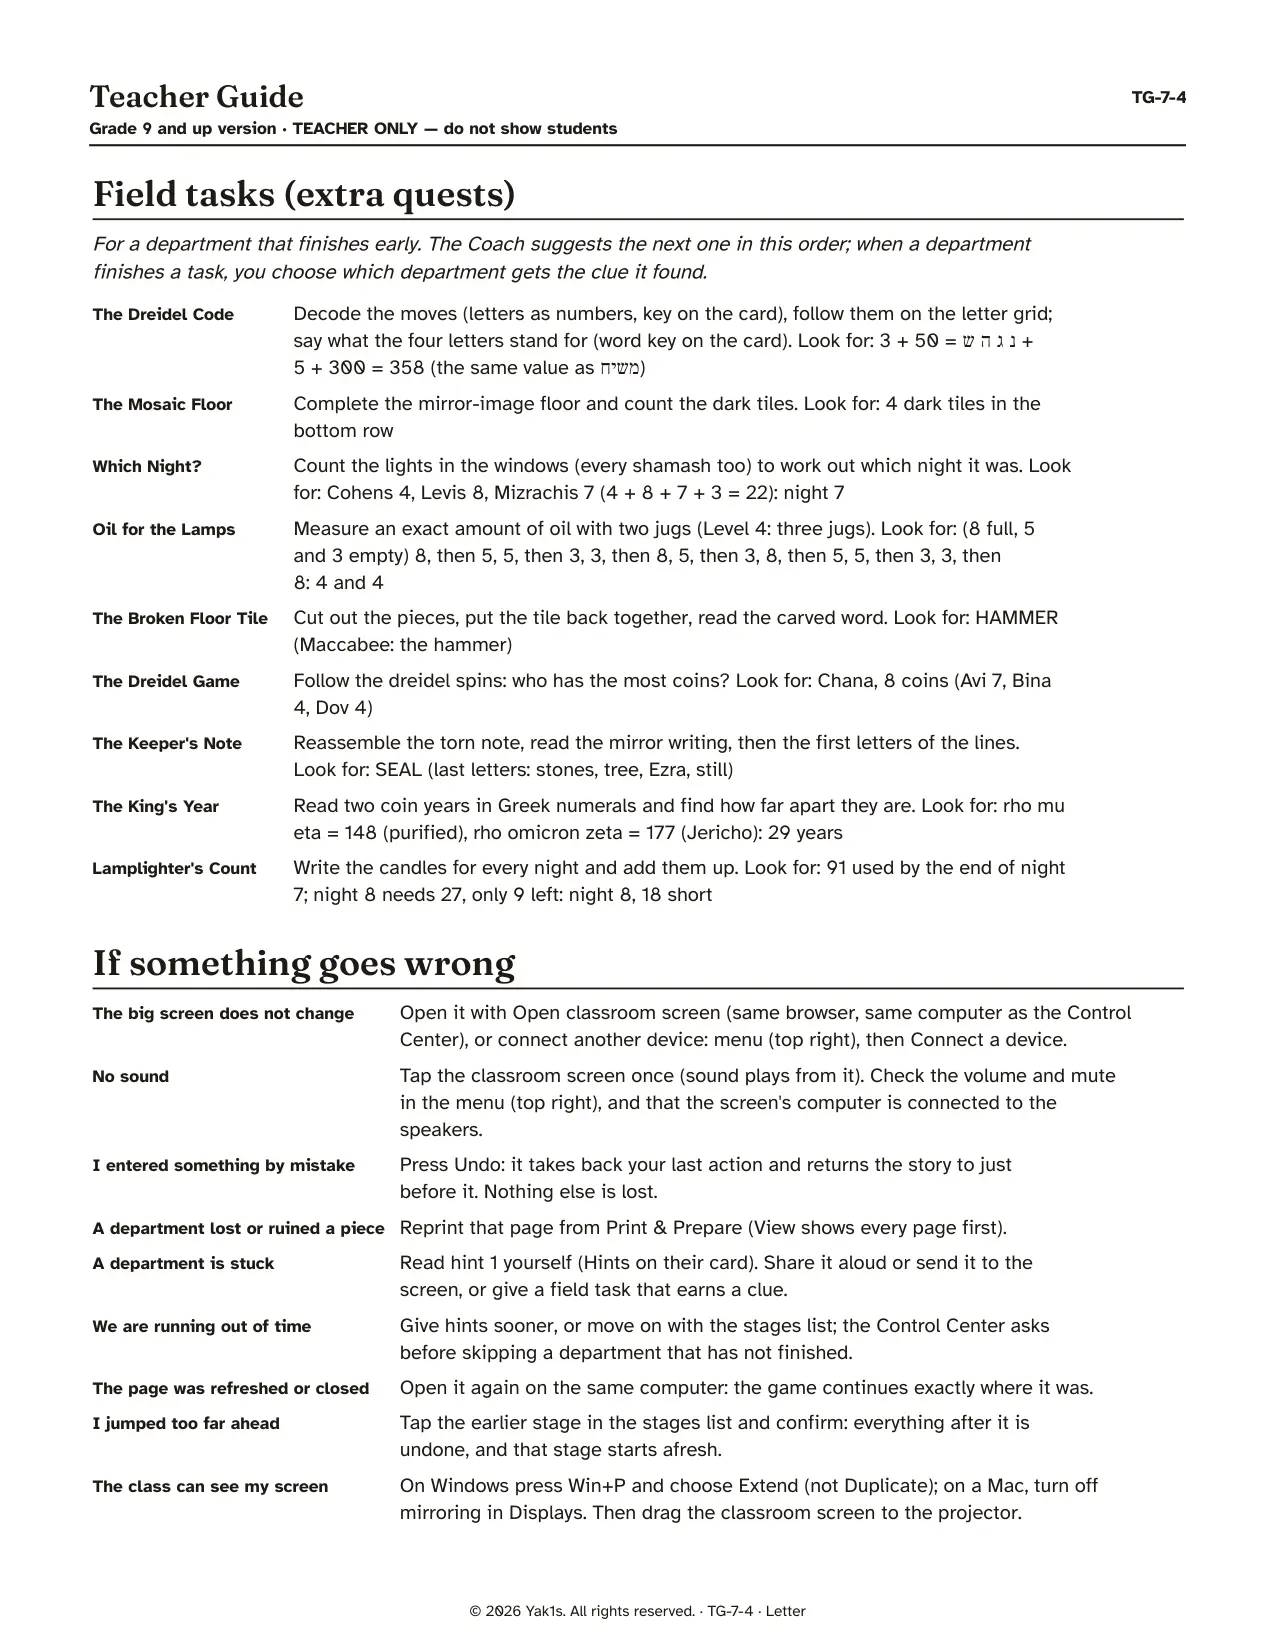 Teacher Guide
TG-7-4
Grade 9 and up version · TEACHER ONLY — do not show students
Field tasks (extra quests)
For a department that finishes early. The Coach suggests the next one in this order; when a department
finishes a task, you choose which department gets the clue it found.
The Dreidel Code
Decode the moves (letters as numbers, key on the card), follow them on the letter grid;
say what the four letters stand for (word key on the card). Look for: נ ג ה ש = 50 + 3 +
5 + 300 = 358 (the same value as משיח)
The Mosaic Floor
Complete the mirror-image floor and count the dark tiles. Look for: 4 dark tiles in the
bottom row
Which Night?
Count the lights in the windows (every shamash too) to work out which night it was. Look
for: Cohens 4, Levis 8, Mizrachis 7 (4 + 8 + 7 + 3 = 22): night 7
Oil for the Lamps
Measure an exact amount of oil with two jugs (Level 4: three jugs). Look for: (8 full, 5
and 3 empty) 8, then 5, 5, then 3, 3, then 8, 5, then 3, 8, then 5, 5, then 3, 3, then
8: 4 and 4
The Broken Floor Tile
Cut out the pieces, put the tile back together, read the carved word. Look for: HAMMER
(Maccabee: the hammer)
The Dreidel Game
Follow the dreidel spins: who has the most coins? Look for: Chana, 8 coins (Avi 7, Bina
4, Dov 4)
The Keeper's Note
Reassemble the torn note, read the mirror writing, then the first letters of the lines.
Look for: SEAL (last letters: stones, tree, Ezra, still)
The King's Year
Read two coin years in Greek numerals and find how far apart they are. Look for: rho mu
eta = 148 (purified), rho omicron zeta = 177 (Jericho): 29 years
Lamplighter's Count
Write the candles for every night and add them up. Look for: 91 used by the end of night
7; night 8 needs 27, only 9 left: night 8, 18 short
If something goes wrong
The big screen does not change
Open it with Open classroom screen (same browser, same computer as the Control
Center), or connect another device: menu (top right), then Connect a device.
No sound
Tap the classroom screen once (sound plays from it). Check the volume and mute
in the menu (top right), and that the screen's computer is connected to the
speakers.
I entered something by mistake
Press Undo: it takes back your last action and returns the story to just
before it. Nothing else is lost.
A department lost or ruined a piece
Reprint that page from Print & Prepare (View shows every page first).
A department is stuck
Read hint 1 yourself (Hints on their card). Share it aloud or send it to the
screen, or give a field task that earns a clue.
We are running out of time
Give hints sooner, or move on with the stages list; the Control Center asks
before skipping a department that has not finished.
The page was refreshed or closed
Open it again on the same computer: the game continues exactly where it was.
I jumped too far ahead
Tap the earlier stage in the stages list and confirm: everything after it is
undone, and that stage starts afresh.
The class can see my screen
On Windows press Win+P and choose Extend (not Duplicate); on a Mac, turn off
mirroring in Displays. Then drag the classroom screen to the projector.
© 2026 Yak1s. All rights reserved. · TG-7-4 · Letter